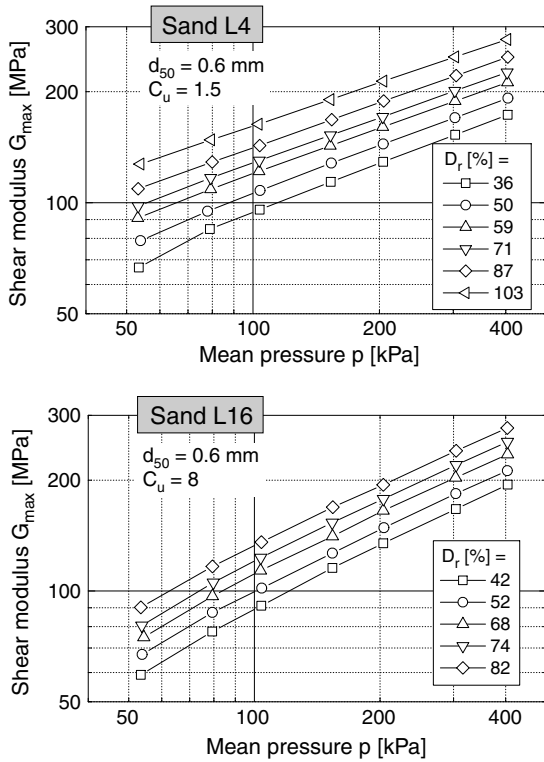 Sand L4
d50 = 0.6 mm
Cu = 1.5
Shear modulus Gmax [MPa]
300
200
100
50
Dr [%] =
36
50
59
71
87
103
50
100
200
400
Mean pressure p [kPa]
Sand L16
d50 = 0.6 mm
Cu = 8
Shear modulus Gmax [MPa]
300
200
100
50
Dr [%] =
42
52
68
74
82
50
100
200
400
Mean pressure p [kPa]